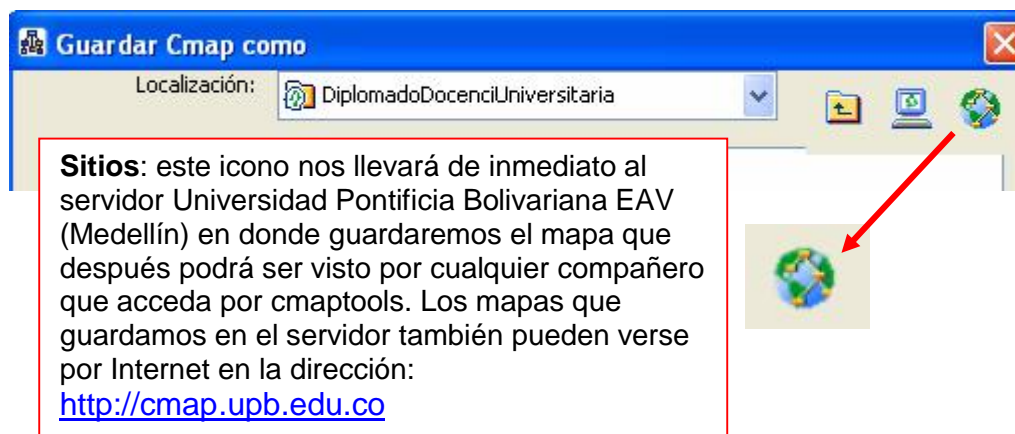 Guardar Cmap como
Localización: DiplomadoDocenciUniversitaria
Sitios: este icono nos llevará de inmediato al
servidor Universidad Pontificia Bolivariana EAV
(Medellín) en donde guardaremos el mapa que
después podrá ser visto por cualquier compañero
que acceda por cmaptools. Los mapas que
guardamos en el servidor también pueden verse
por Internet en la dirección:
http://cmap.upb.edu.co